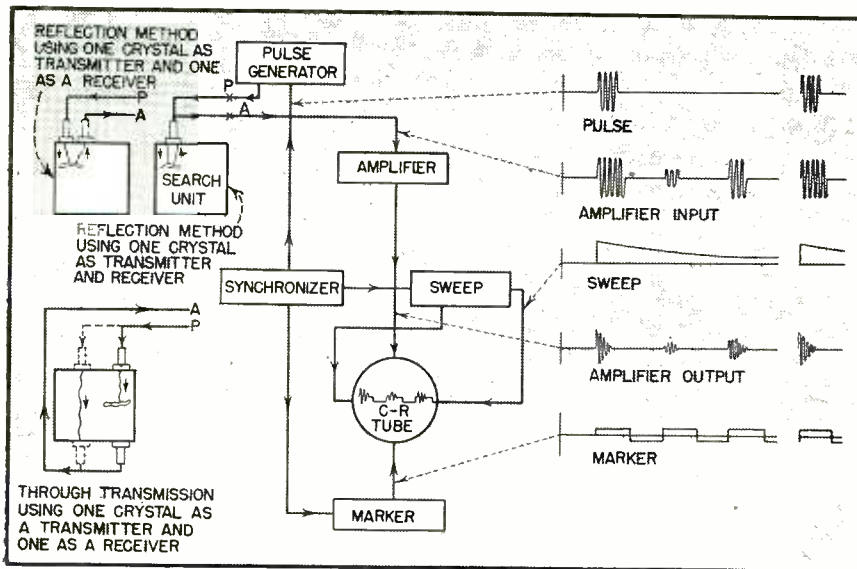 REFLECTION METHOD
USING ONE CRYSTAL AS
TRANSMITTER AND ONE
AS A RECEIVER
P
A
SEARCH
UNIT
REFLECTION METHOD
USING ONE CRYSTAL
AS TRANSMITTER
AND RECEIVER
A
P
THROUGH TRANSMISSION
USING ONE CRYSTAL AS
A TRANSMITTER AND
ONE AS A RECEIVER
PULSE
GENERATOR
P
A
AMPLIFIER
SYNCHRONIZER
SWEEP
C-R
TUBE
MARKER
PULSE
AMPLIFIER INPUT
SWEEP
AMPLIFIER OUTPUT
MARKER